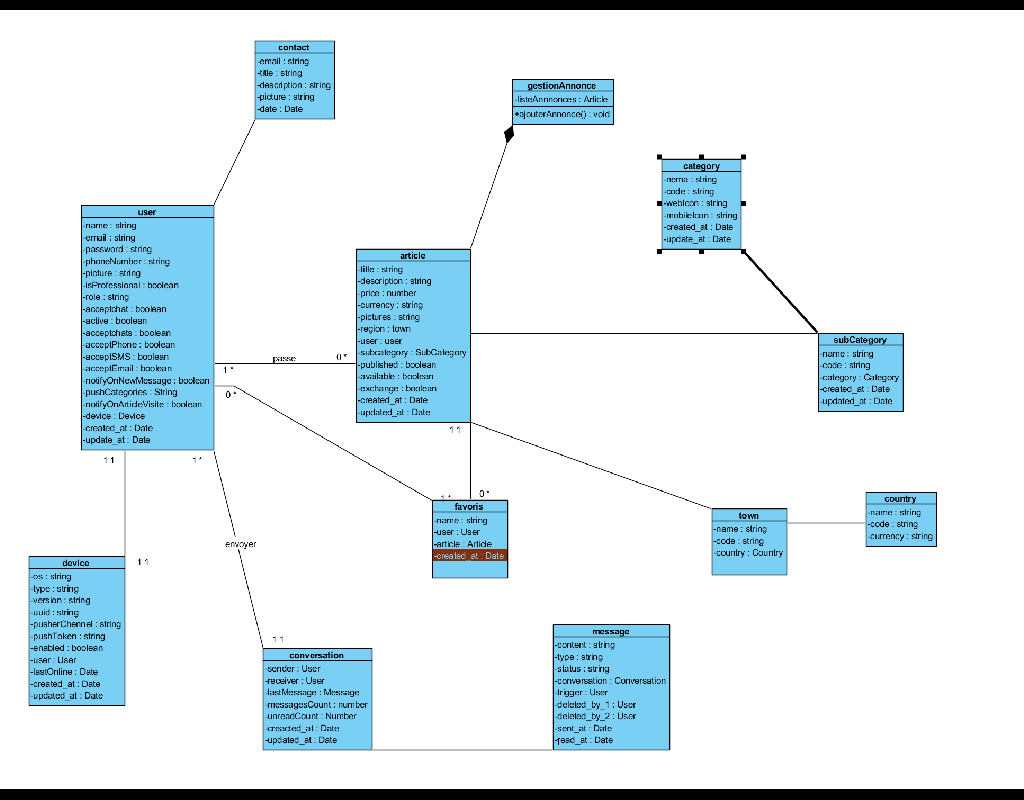 contact
-email : string
-title : string
-description : string
-picture : string
-date : Date
gestionAnnonce
-listeAnnnonces : Article
+ajouterAnnonce() : void
category
-nema : string
-code : string
-webIcon : string
-mobileIcon : string
-created_at : Date
-update_at : Date
user
-name : string
-email : string
-password : string
-phoneNumber : string
-picture : string
-isProfessional : boolean
-role : string
-acceptchat : boolean
-active : boolean
-acceptchats : boolean
-acceptPhone : boolean
-acceptSMS : boolean
-acceptEmail : boolean
-notifyOnNewMessage : boolean
-pushCategories : String
-notifyOnArticleVisite : boolean
-device : Device
-created_at : Date
-update_at : Date
article
-title : string
-description : string
-price : number
-currency : string
-pictures : string
-region : town
-user : user
-subcategory : SubCategory
-published : boolean
-available : boolean
-exchange : boolean
-created_at : Date
-updated_at : Date
subCategory
-name : string
-code : string
-category : Category
-created_at : Date
-updated_at : Date
passe
0 *
1 *
0 *
1 1
1 *
1 1
1 *
0 *
favoris
-name : string
-user : User
-article : Article
-created_at : Date
town
-name : string
-code : string
-country : Country
country
-name : string
-code : string
-currency : string
envoyer
1 1
device
-os : string
-type : string
-version : string
-uuid : string
-pusherChannel : string
-pushToken : string
-enabled : boolean
-user : User
-lastOnline : Date
-created_at : Date
-updated_at : Date
1 1
conversation
-sender : User
-receiver : User
-lastMessage : Message
-messagesCount : number
-unreadCount : Number
-creacted_at : Date
-updated_at : Date
message
-content : string
-type : string
-status : string
-conversation : Conversation
-trigger : User
-deleted_by_1 : User
-deleted_by_2 : User
-sent_at : Date
-read_at : Date